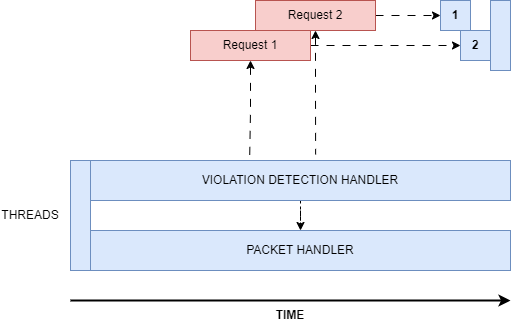 Request 2
1
Request 1
2
VIOLATION DETECTION HANDLER
THREADS
PACKET HANDLER
TIME